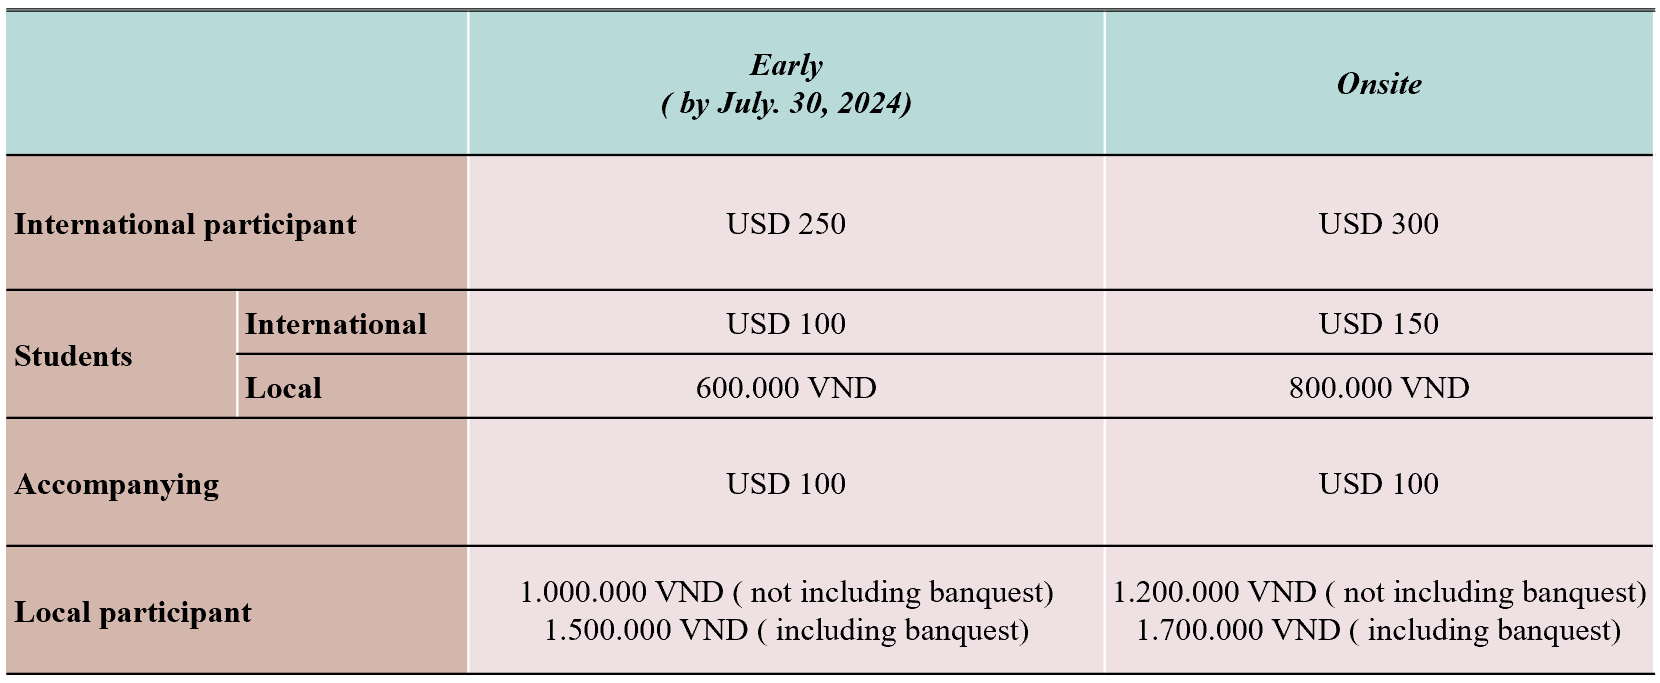 Early
( by July. 30, 2024)
Onsite
International participant
USD 250
USD 300
Students
International
USD 100
USD 150
Local
600.000 VND
800.000 VND
Accompanying
USD 100
USD 100
Local participant
1.000.000 VND ( not including banquest)
1.500.000 VND ( including banquest)
1.200.000 VND ( not including banquest)
1.700.000 VND ( including banquest)